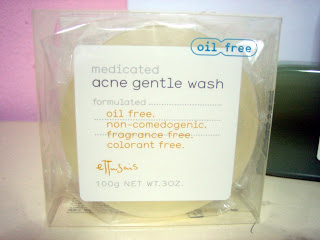 oil free
medicated
acne gentle wash
formulated
oil free.
non-comedogenic.
fragrance free.
colorant free.
ettusais
100g NET WT.3OZ.